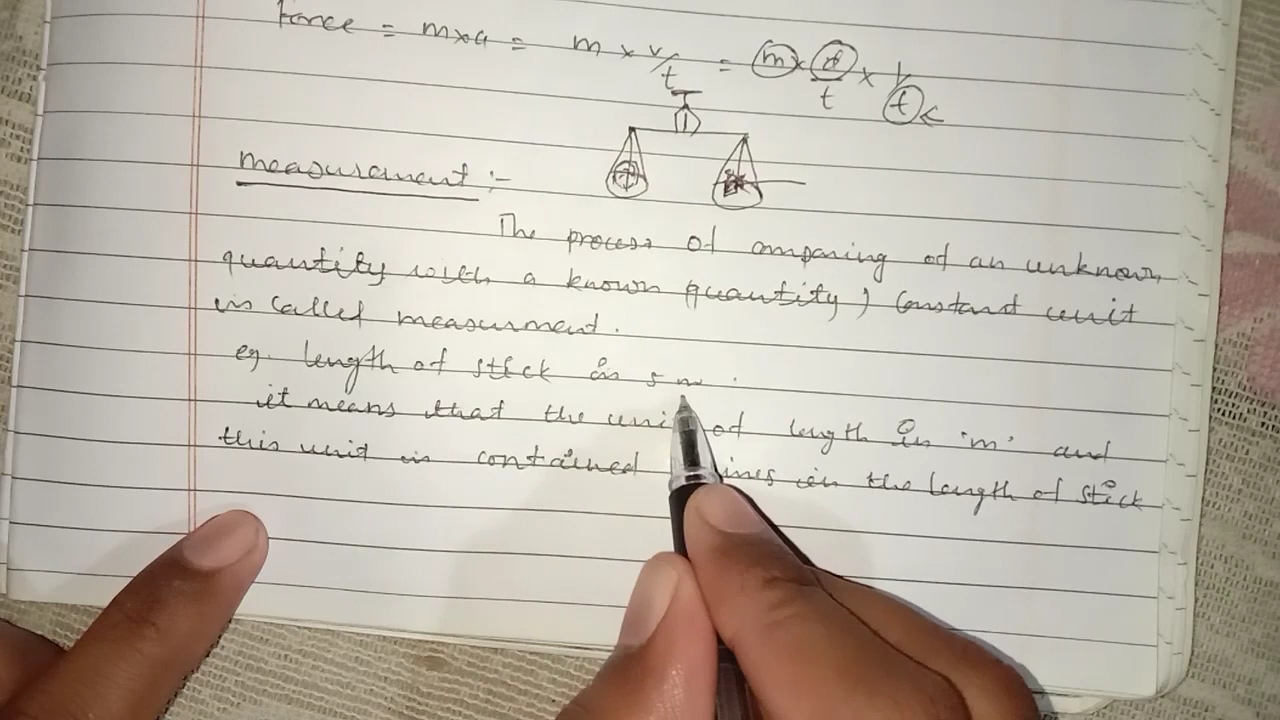 Force = m×a = m × v/t = m × d/t × 1/t
measurement :-
The process of comparing of an unknown
quantity with a known quantity / constant unit
is called measurment.
eg. length of stick is 5 m.
it means that the uni of length is 'm' and
this unit is contained times in the length of stick